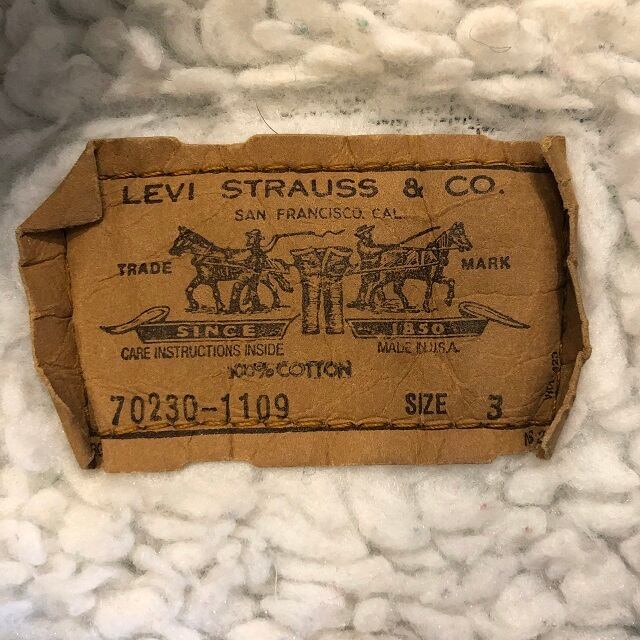 LEVI STRAUSS & CO.
SAN FRANCISCO, CAL.
TRADE MARK
SINCE 1850.
CARE INSTRUCTIONS INSIDE MADE IN U.S.A.
100% COTTON
70230-1109 SIZE 3